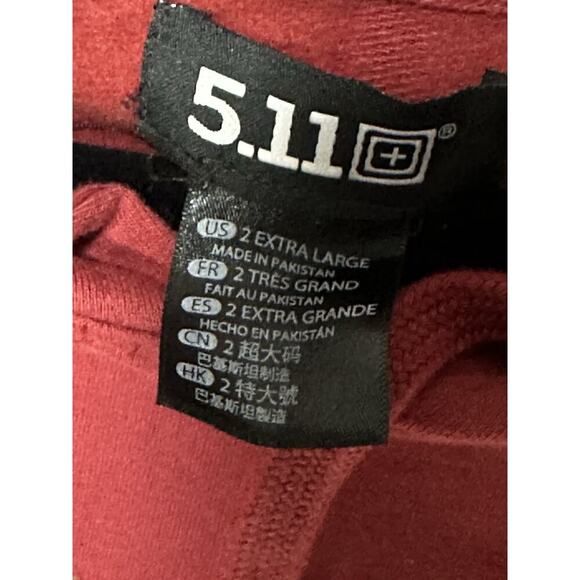 5.11 ®
US 2 EXTRA LARGE
MADE IN PAKISTAN
FR 2 TRÈS GRAND
FAIT AU PAKISTAN
ES 2 EXTRA GRANDE
HECHO EN PAKISTÁN
CN 2 超大码
巴基斯坦制造
HK 2 特大號
巴基斯坦製造